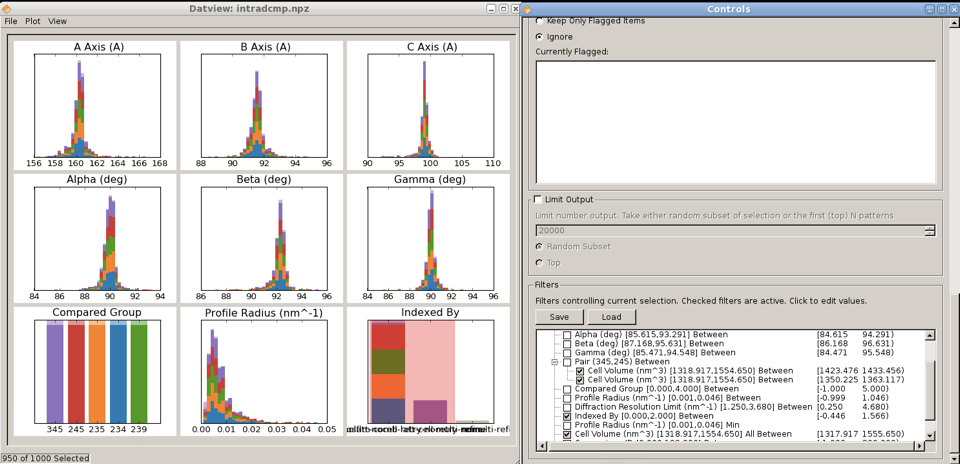 Datview: intradcmp.npz
File Plot View
A Axis (A)
B Axis (A)
C Axis (A)
156 158 160 162 164 166 168
88 90 92 94 96
90 95 100 105 110
Alpha (deg)
Beta (deg)
Gamma (deg)
84 86 88 90 92 94
86 88 90 92 94 96
84 86 88 90 92 94 96
Compared Group
Profile Radius (nm^-1)
Indexed By
345 245 235 234 239
0.00 0.01 0.02 0.03 0.04 0.05
950 of 1000 Selected
Controls
Keep Only Flagged Items
Ignore
Currently Flagged:
Limit Output
Limit number output. Take either random subset of selection or the first (top) N patterns
20000
Random Subset
Top
Filters
Filters controlling current selection. Checked filters are active. Click to edit values.
Save Load
Alpha (deg) [85.615,93.291] Between [84.615 94.291]
Beta (deg) [87.168,95.631] Between [86.168 96.631]
Gamma (deg) [85.471,94.548] Between [84.471 95.548]
Pair (345,245) Between
Cell Volume (nm^3) [1318.917,1554.650] Between [1423.476 1433.456]
Cell Volume (nm^3) [1318.917,1554.650] Between [1350.225 1363.117]
Compared Group [0.000,4.000] Between [-1.000 5.000]
Profile Radius (nm^-1) [0.001,0.046] Between [-0.999 1.046]
Diffraction Resolution Limit (nm^-1) [1.250,3.680] Between [0.250 4.680]
Indexed By [0.000,2.000] Between [-0.446 1.566]
Profile Radius (nm^-1) [0.001,0.046] Min
Cell Volume (nm^3) [1318.917,1554.650] All Between [1317.917 1555.650]